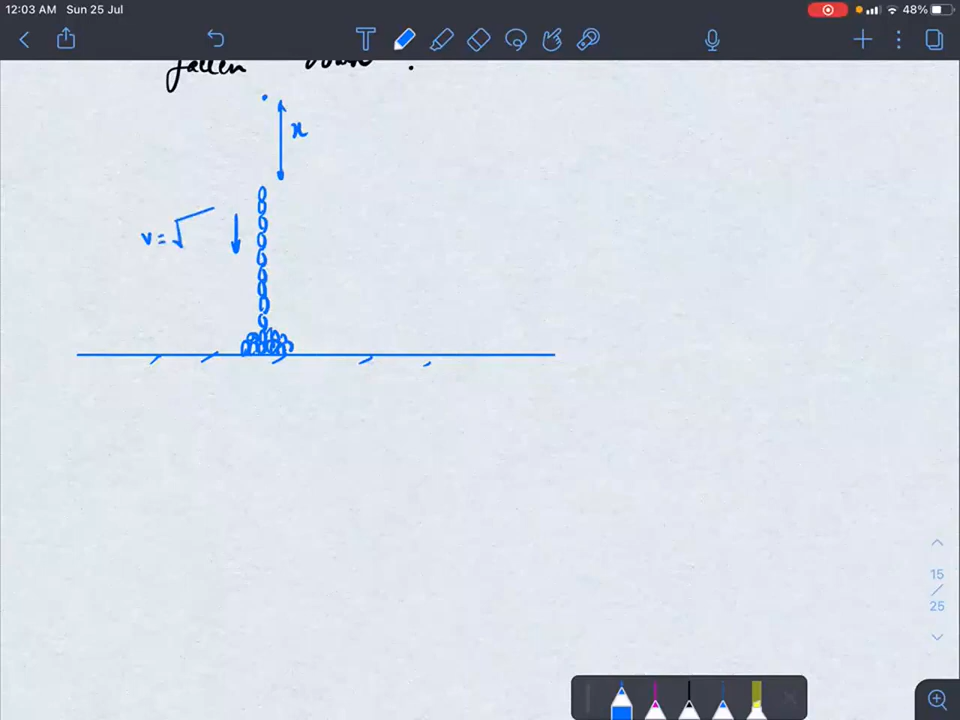 12:03 AM Sun 25 Jul 48%
fallen
x
v = √
15
/
25
T